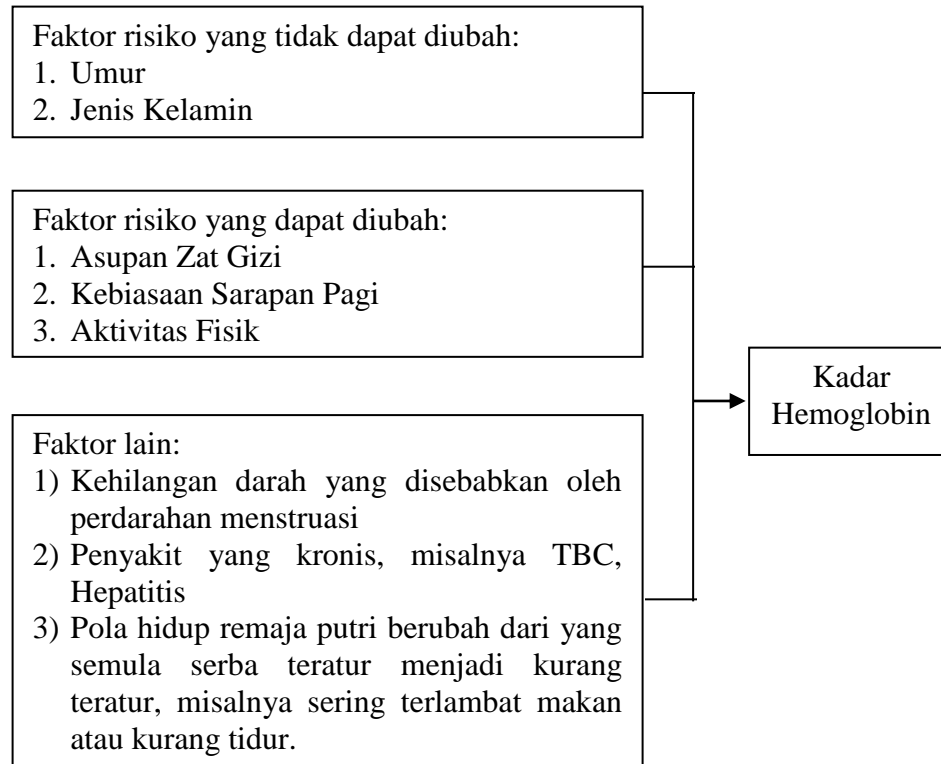 Faktor risiko yang tidak dapat diubah:
1. Umur
2. Jenis Kelamin
Faktor risiko yang dapat diubah:
1. Asupan Zat Gizi
2. Kebiasaan Sarapan Pagi
3. Aktivitas Fisik
Kadar
Hemoglobin
Faktor lain:
1) Kehilangan darah yang disebabkan oleh
perdarahan menstruasi
2) Penyakit yang kronis, misalnya TBC,
Hepatitis
3) Pola hidup remaja putri berubah dari yang
semula serba teratur menjadi kurang
teratur, misalnya sering terlambat makan
atau kurang tidur.